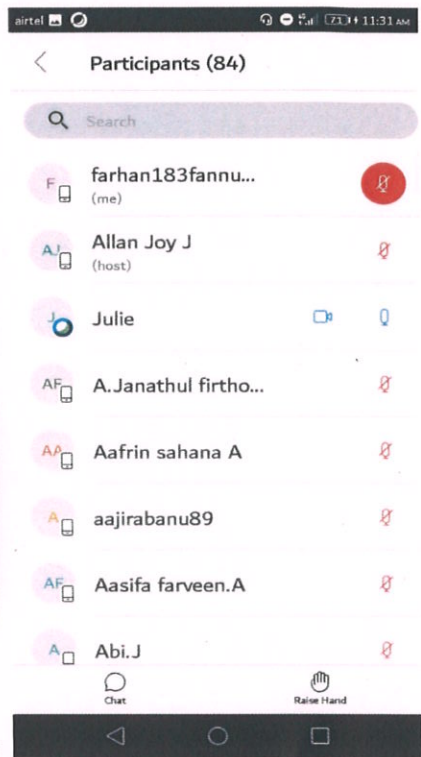 airtel 71 11:31 AM
Participants (84)
Search
F farhan183fannu...
(me)
AJ Allan Joy J
(host)
J Julie
AF A.Janathul firtho...
AA Aafrin sahana A
A aajirabanu89
AF Aasifa farveen.A
A Abi.J
Chat Raise Hand